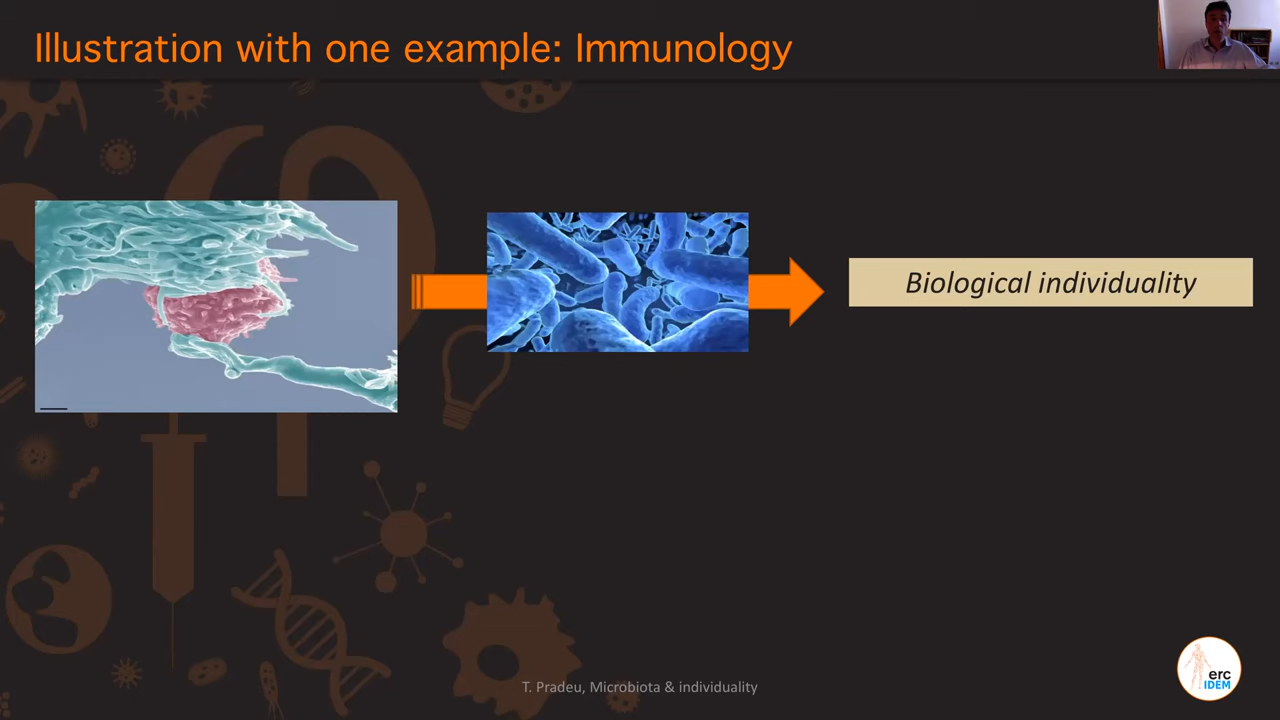 Illustration with one example: Immunology
Biological individuality
T. Pradeu, Microbiota & individuality
erc
IDEM